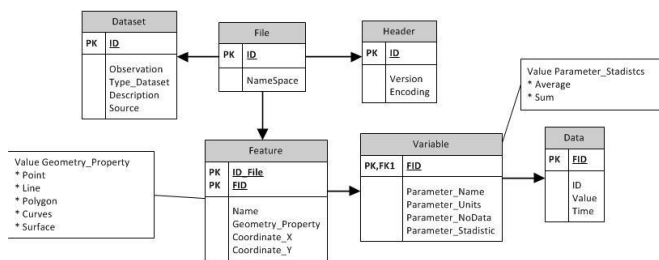 Dataset
PK ID
Observation
Type_Dataset
Description
Source
File
PK ID
NameSpace
Header
PK ID
Version
Encoding
Value Parameter_Stadistcs
* Average
* Sum
Value Geometry_Property
* Point
* Line
* Polygon
* Curves
* Surface
Feature
PK ID_File
PK FID
Name
Geometry_Property
Coordinate_X
Coordinate_Y
Variable
PK,FK1 FID
Parameter_Name
Parameter_Units
Parameter_NoData
Parameter_Stadistic
Data
PK FID
ID
Value
Time